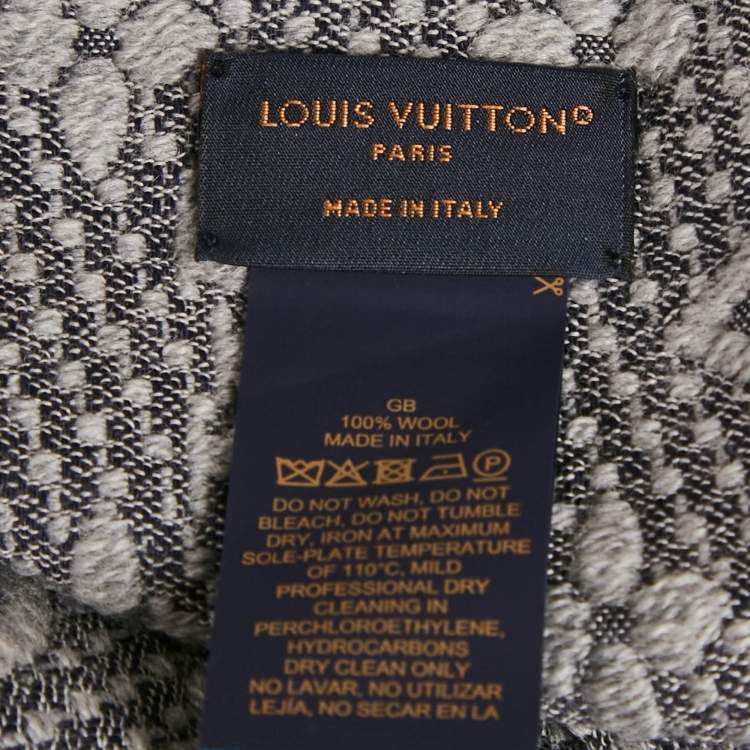 LOUIS VUITTON®
PARIS
MADE IN ITALY
GB
100% WOOL
MADE IN ITALY
P
DO NOT WASH, DO NOT
BLEACH, DO NOT TUMBLE
DRY, IRON AT MAXIMUM
SOLE-PLATE TEMPERATURE
OF 110°C, MILD
PROFESSIONAL DRY
CLEANING IN
PERCHLOROETHYLENE,
HYDROCARBONS
DRY CLEAN ONLY
NO LAVAR, NO UTILIZAR
LEJÍA, NO SECAR EN LA